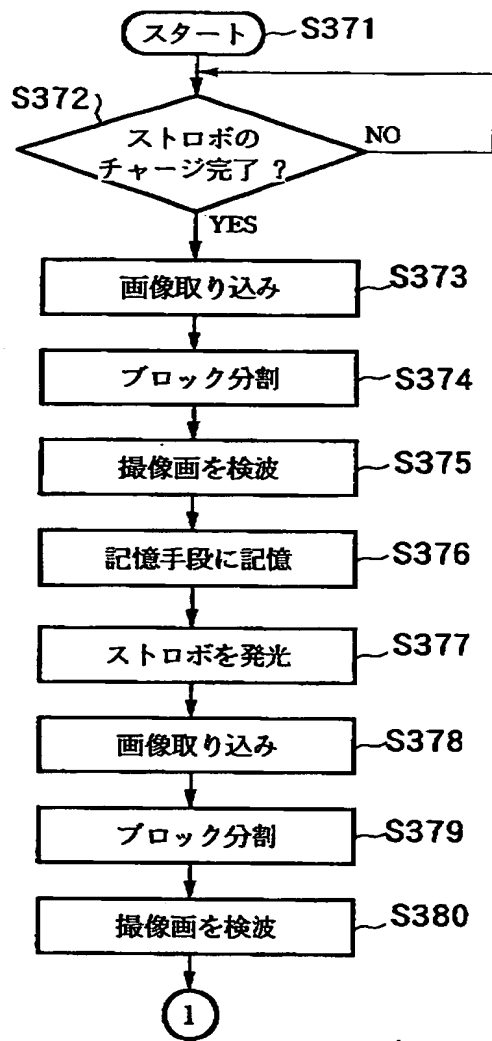 スタート
S371
S372
ストロボの
チャージ完了？
NO
YES
画像取り込み
S373
ブロック分割
S374
撮像画を検波
S375
記憶手段に記憶
S376
ストロボを発光
S377
画像取り込み
S378
ブロック分割
S379
撮像画を検波
S380
1